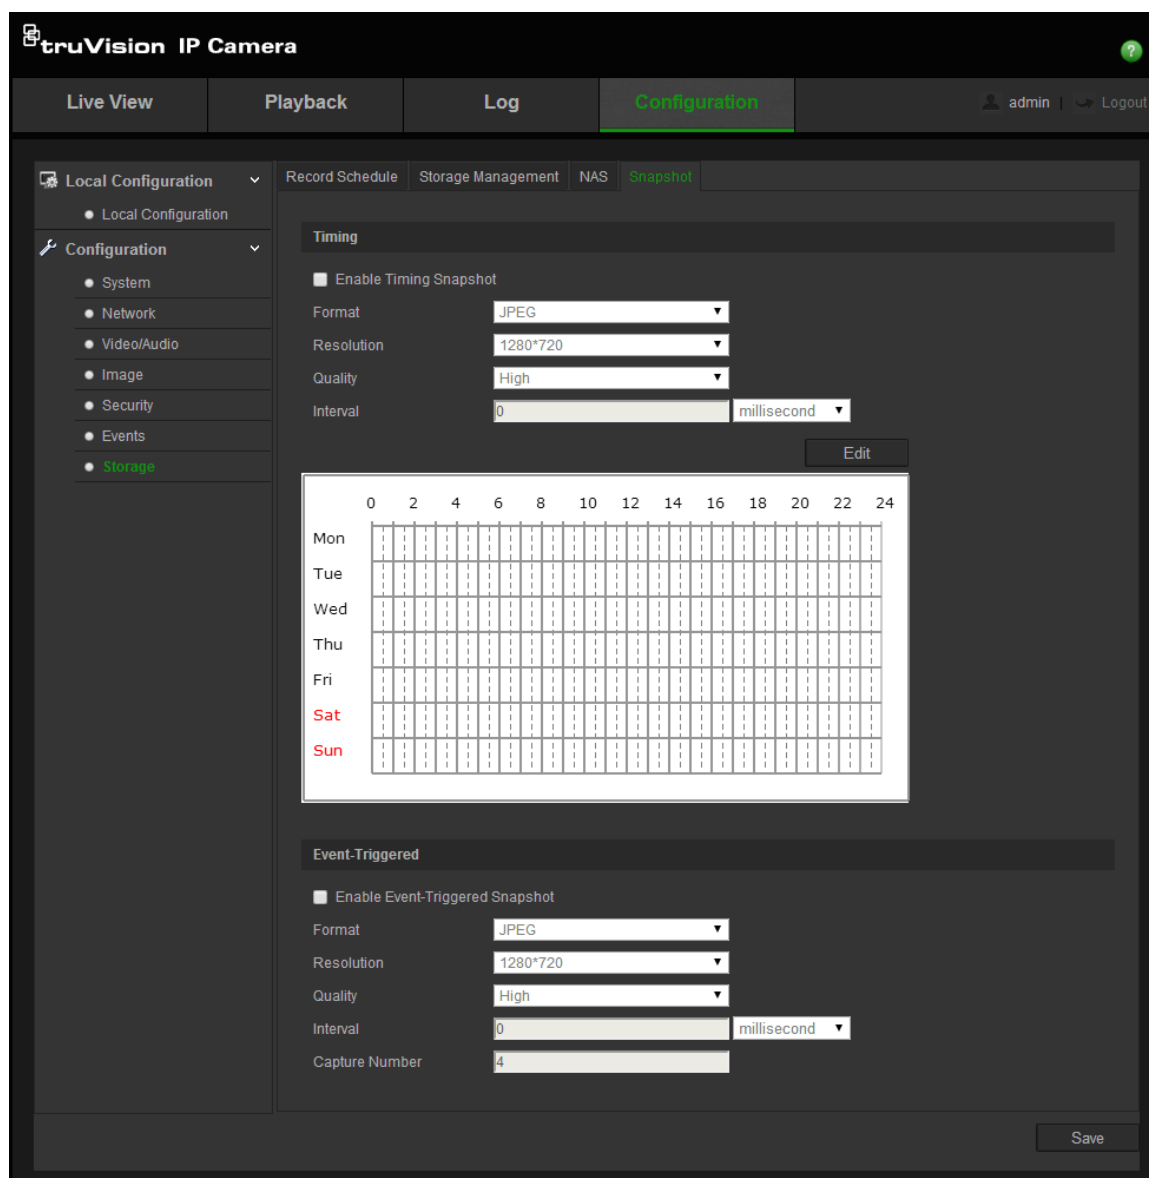 truVision IP Camera
?
Live View Playback Log Configuration admin | Logout
Local Configuration
Local Configuration
Configuration
System
Network
Video/Audio
Image
Security
Events
Storage
Record Schedule Storage Management NAS Snapshot
Timing
Enable Timing Snapshot
Format JPEG
Resolution 1280*720
Quality High
Interval 0 millisecond
Edit
0 2 4 6 8 10 12 14 16 18 20 22 24
Mon
Tue
Wed
Thu
Fri
Sat
Sun
Event-Triggered
Enable Event-Triggered Snapshot
Format JPEG
Resolution 1280*720
Quality High
Interval 0 millisecond
Capture Number 4
Save